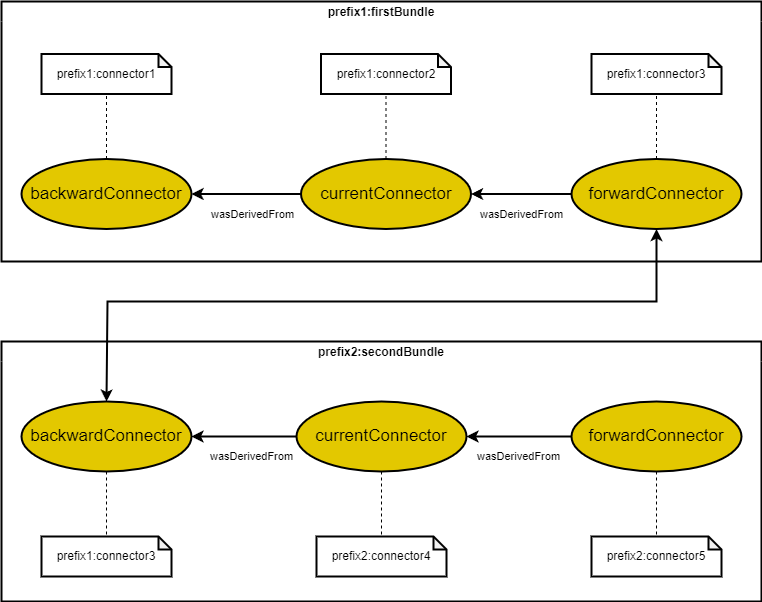 prefix1:firstBundle
prefix1:connector1
prefix1:connector2
prefix1:connector3
backwardConnector
currentConnector
forwardConnector
wasDerivedFrom
wasDerivedFrom
prefix2:secondBundle
backwardConnector
currentConnector
forwardConnector
wasDerivedFrom
wasDerivedFrom
prefix1:connector3
prefix2:connector4
prefix2:connector5